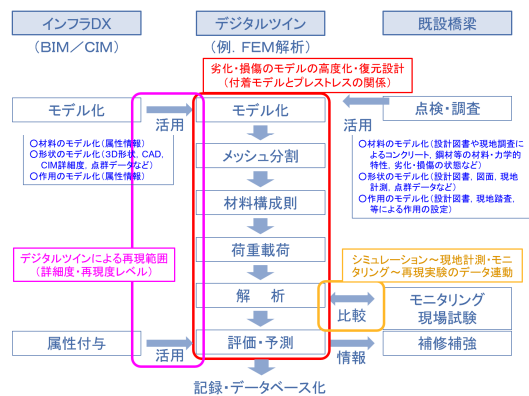 インフラDX
(BIM/CIM)
デジタルツイン
(例. FEM解析)
既設橋梁
劣化・損傷のモデルの高度化・復元設計
(付着モデルとプレストレスの関係)
モデル化
活用
モデル化
活用
点検・調査
〇材料のモデル化(属性情報)
〇形状のモデル化(3D形状, CAD,
CIM詳細度, 点群データなど)
〇作用のモデル化(属性情報)
メッシュ分割
材料構成則
荷重載荷
解 析
評価・予測
〇材料のモデル化(設計図書や現地調査に
よるコンクリート, 鋼材等の材料・力学的
特性, 劣化・損傷の状態など)
〇形状のモデル化(設計図書, 図面, 現地
計測, 点群データなど)
〇作用のモデル化(設計図書, 現地踏査,
等による作用の設定)
デジタルツインによる再現範囲
(詳細度・再現度レベル)
シミュレーション~現地計測・モニ
タリング~再現実験のデータ連動
比較
モニタリング
現場試験
属性付与
活用
情報
補修補強
記録・データベース化